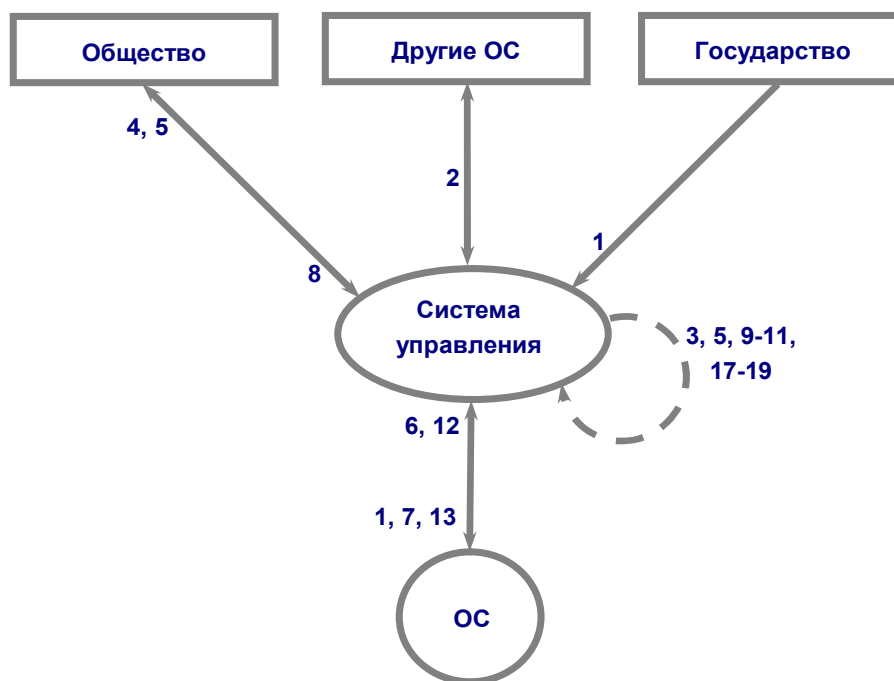 Общество
Другие ОС
Государство
4, 5
2
1
8
Система
управления
3, 5, 9-11,
17-19
6, 12
1, 7, 13
ОС